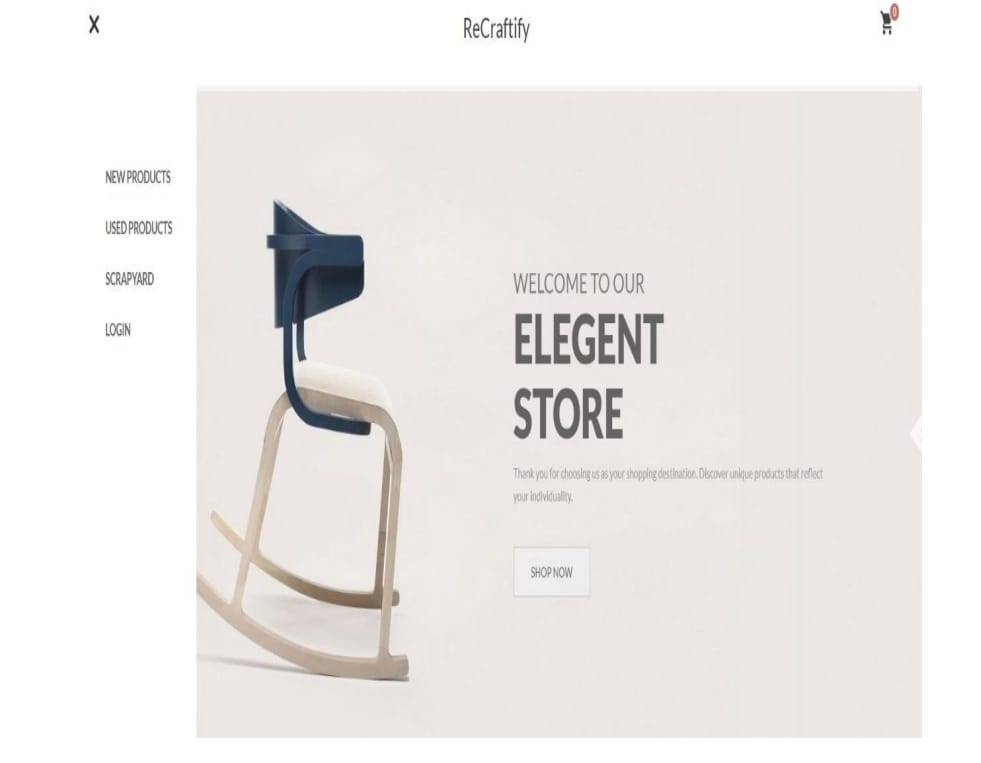 X
ReCraftify
0
NEW PRODUCTS
USED PRODUCTS
SCRAPYARD
LOGIN
WELCOME TO OUR
ELEGENT
STORE
Thank you for choosing us as your shopping destination. Discover unique products that reflect
your individuality.
SHOP NOW